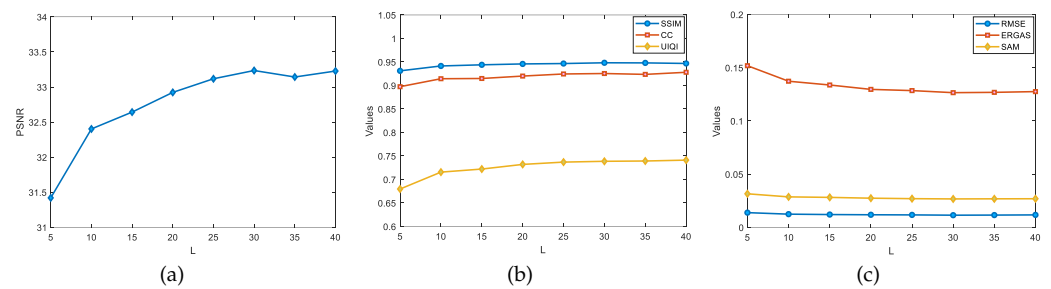 34
33.5
33
32.5
32
31.5
31
PSNR
5 10 15 20 25 30 35 40
L
(a)
1.05
1
0.95
0.9
0.85
0.8
0.75
0.7
0.65
0.6
Values
SSIM
CC
UIQI
5 10 15 20 25 30 35 40
L
(b)
0.2
0.15
0.1
0.05
0
Values
RMSE
ERGAS
SAM
5 10 15 20 25 30 35 40
L
(c)